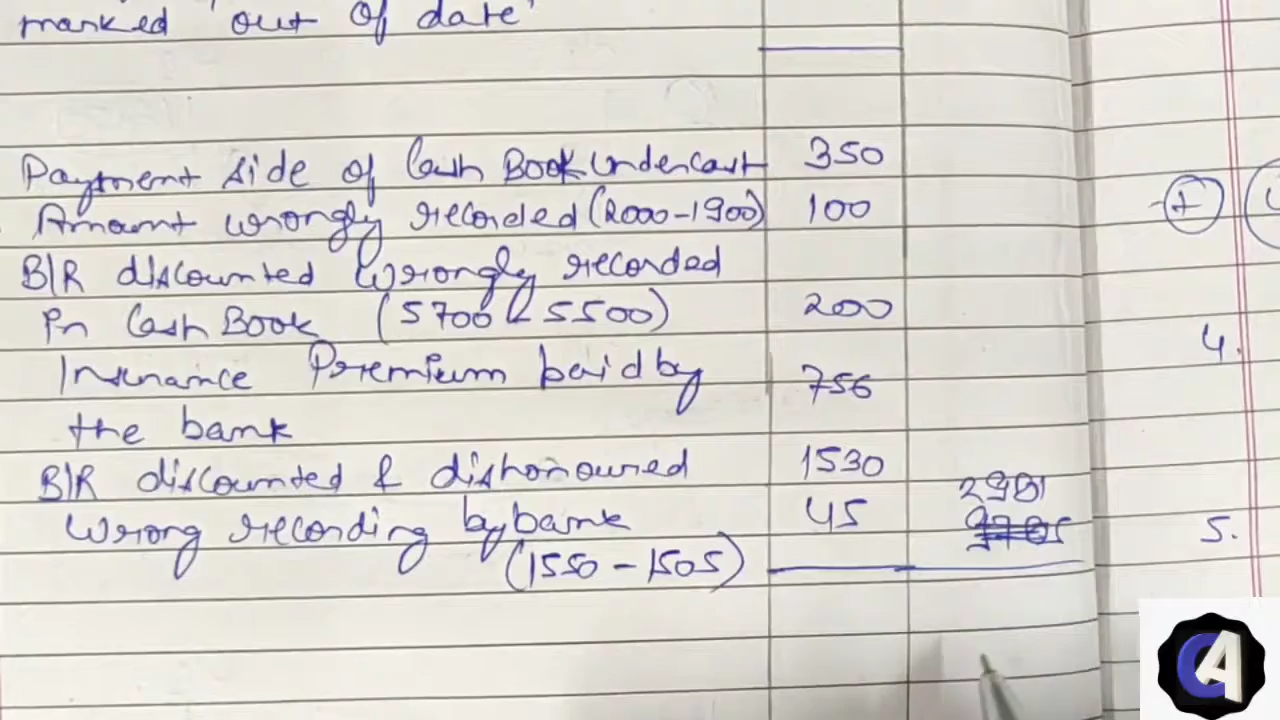 marked 'out of date'
Payment side of Cash Book Undercast 350
Amount wrongly recorded (2000-1900) 100
B/R discounted wrongly recorded
in Cash Book (5700 - 5500) 200
Insurance Premium paid by 756
the bank
B/R discounted & dishonoured 1530
2981
Wrong recording by bank 45
(1550 - 1505)
+
4.
5.
CA